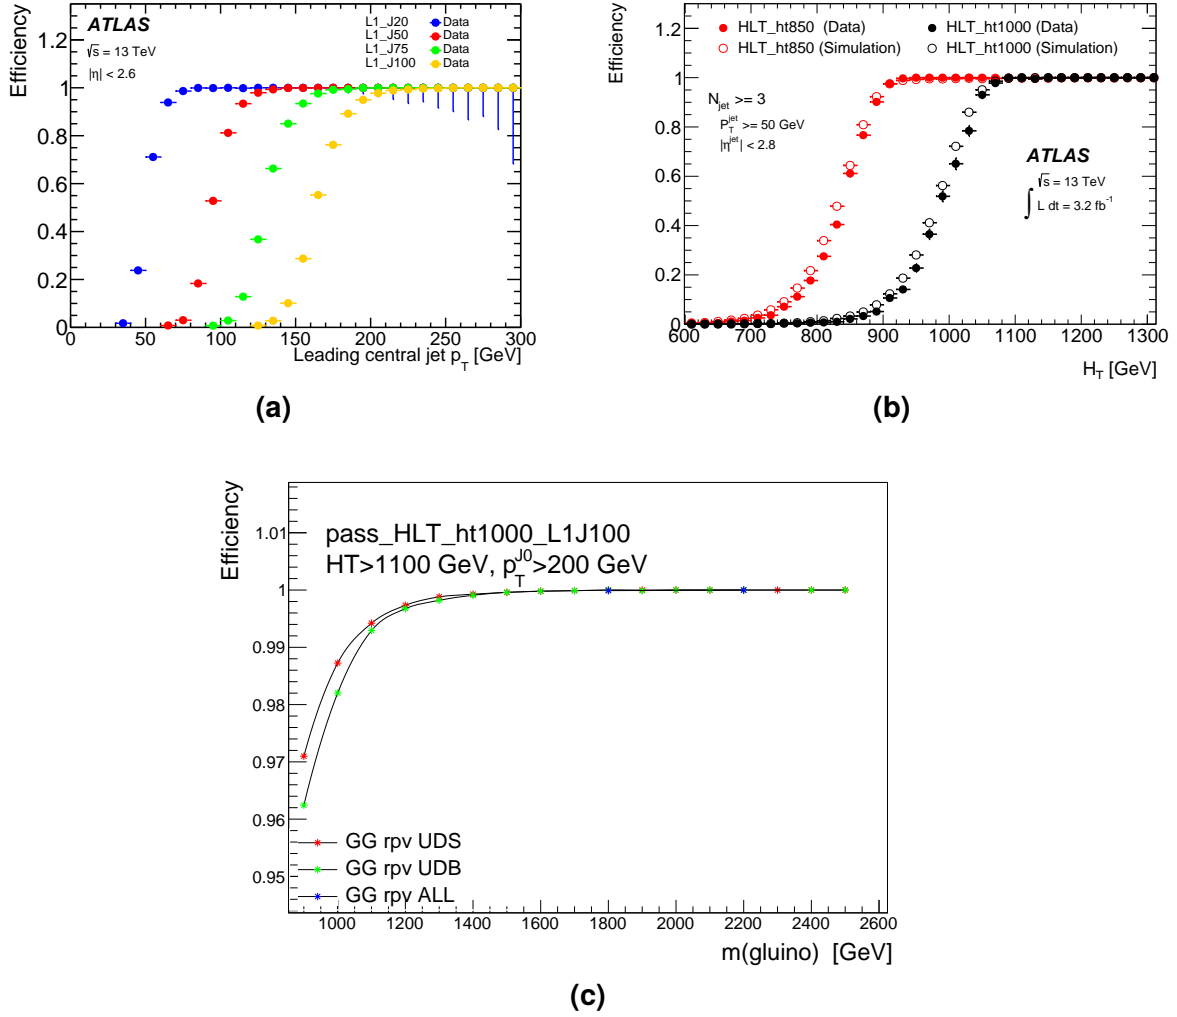 ATLAS
√s = 13 TeV
|η| < 2.6
L1_J20 Data
L1_J50 Data
L1_J75 Data
L1_J100 Data
Efficiency
1.2
1
0.8
0.6
0.4
0.2
0
0 50 100 150 200 250 300
Leading central jet p_T [GeV]
(a)
HLT_ht850 (Data)
HLT_ht850 (Simulation)
HLT_ht1000 (Data)
HLT_ht1000 (Simulation)
N_jet >= 3
P_T^jet >= 50 GeV
|η^jet| < 2.8
ATLAS
√s = 13 TeV
∫ L dt = 3.2 fb⁻¹
Efficiency
1.2
1
0.8
0.6
0.4
0.2
0
600 700 800 900 1000 1100 1200 1300
H_T [GeV]
(b)
pass_HLT_ht1000_L1J100
HT>1100 GeV, p_T^J0>200 GeV
Efficiency
1.01
1
0.99
0.98
0.97
0.96
0.95
GG rpv UDS
GG rpv UDB
GG rpv ALL
1000 1200 1400 1600 1800 2000 2200 2400 2600
m(gluino) [GeV]
(c)